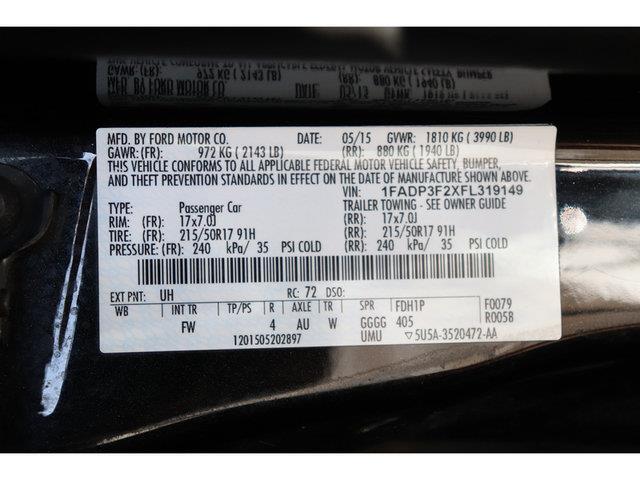 MFD. BY FORD MOTOR CO. DATE: 05/15 GVWR: 1810 KG ( 3990 LB)
GAWR: (FR): 972 KG ( 2143 LB) (RR): 880 KG ( 1940 LB)
THIS VEHICLE CONFORMS TO ALL APPLICABLE FEDERAL MOTOR VEHICLE SAFETY, BUMPER,
AND THEFT PREVENTION STANDARDS IN EFFECT ON THE DATE OF MANUFACTURE SHOWN ABOVE.
VIN: 1FADP3F2XFL319149
TYPE: Passenger Car TRAILER TOWING - SEE OWNER GUIDE
RIM: (FR): 17x7.0J (RR): 17x7.0J
TIRE: (FR): 215/50R17 91H (RR): 215/50R17 91H
PRESSURE: (FR): 240 kPa/ 35 PSI COLD (RR): 240 kPa/ 35 PSI COLD
EXT PNT: UH RC: 72 DSO:
WB INT TR TP/PS R AXLE TR SPR FDH1P F0079
FW 4 AU W GGGG 405 R0058
1201505202897 UMU ▽5U5A-3520472-AA